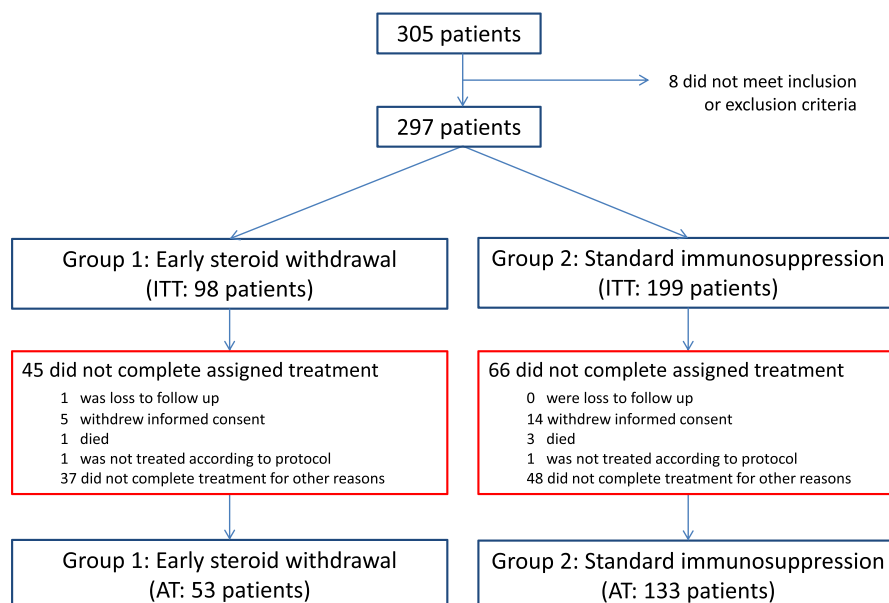 305 patients
8 did not meet inclusion
or exclusion criteria
297 patients
Group 1: Early steroid withdrawal
(ITT: 98 patients)
Group 2: Standard immunosuppression
(ITT: 199 patients)
45 did not complete assigned treatment
1 was loss to follow up
5 withdrew informed consent
1 died
1 was not treated according to protocol
37 did not complete treatment for other reasons
66 did not complete assigned treatment
0 were loss to follow up
14 withdrew informed consent
3 died
1 was not treated according to protocol
48 did not complete treatment for other reasons
Group 1: Early steroid withdrawal
(AT: 53 patients)
Group 2: Standard immunosuppression
(AT: 133 patients)